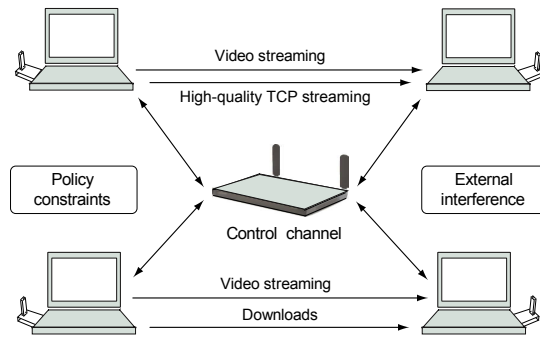 Video streaming
High-quality TCP streaming
Policy
constraints
External
interference
Control channel
Video streaming
Downloads